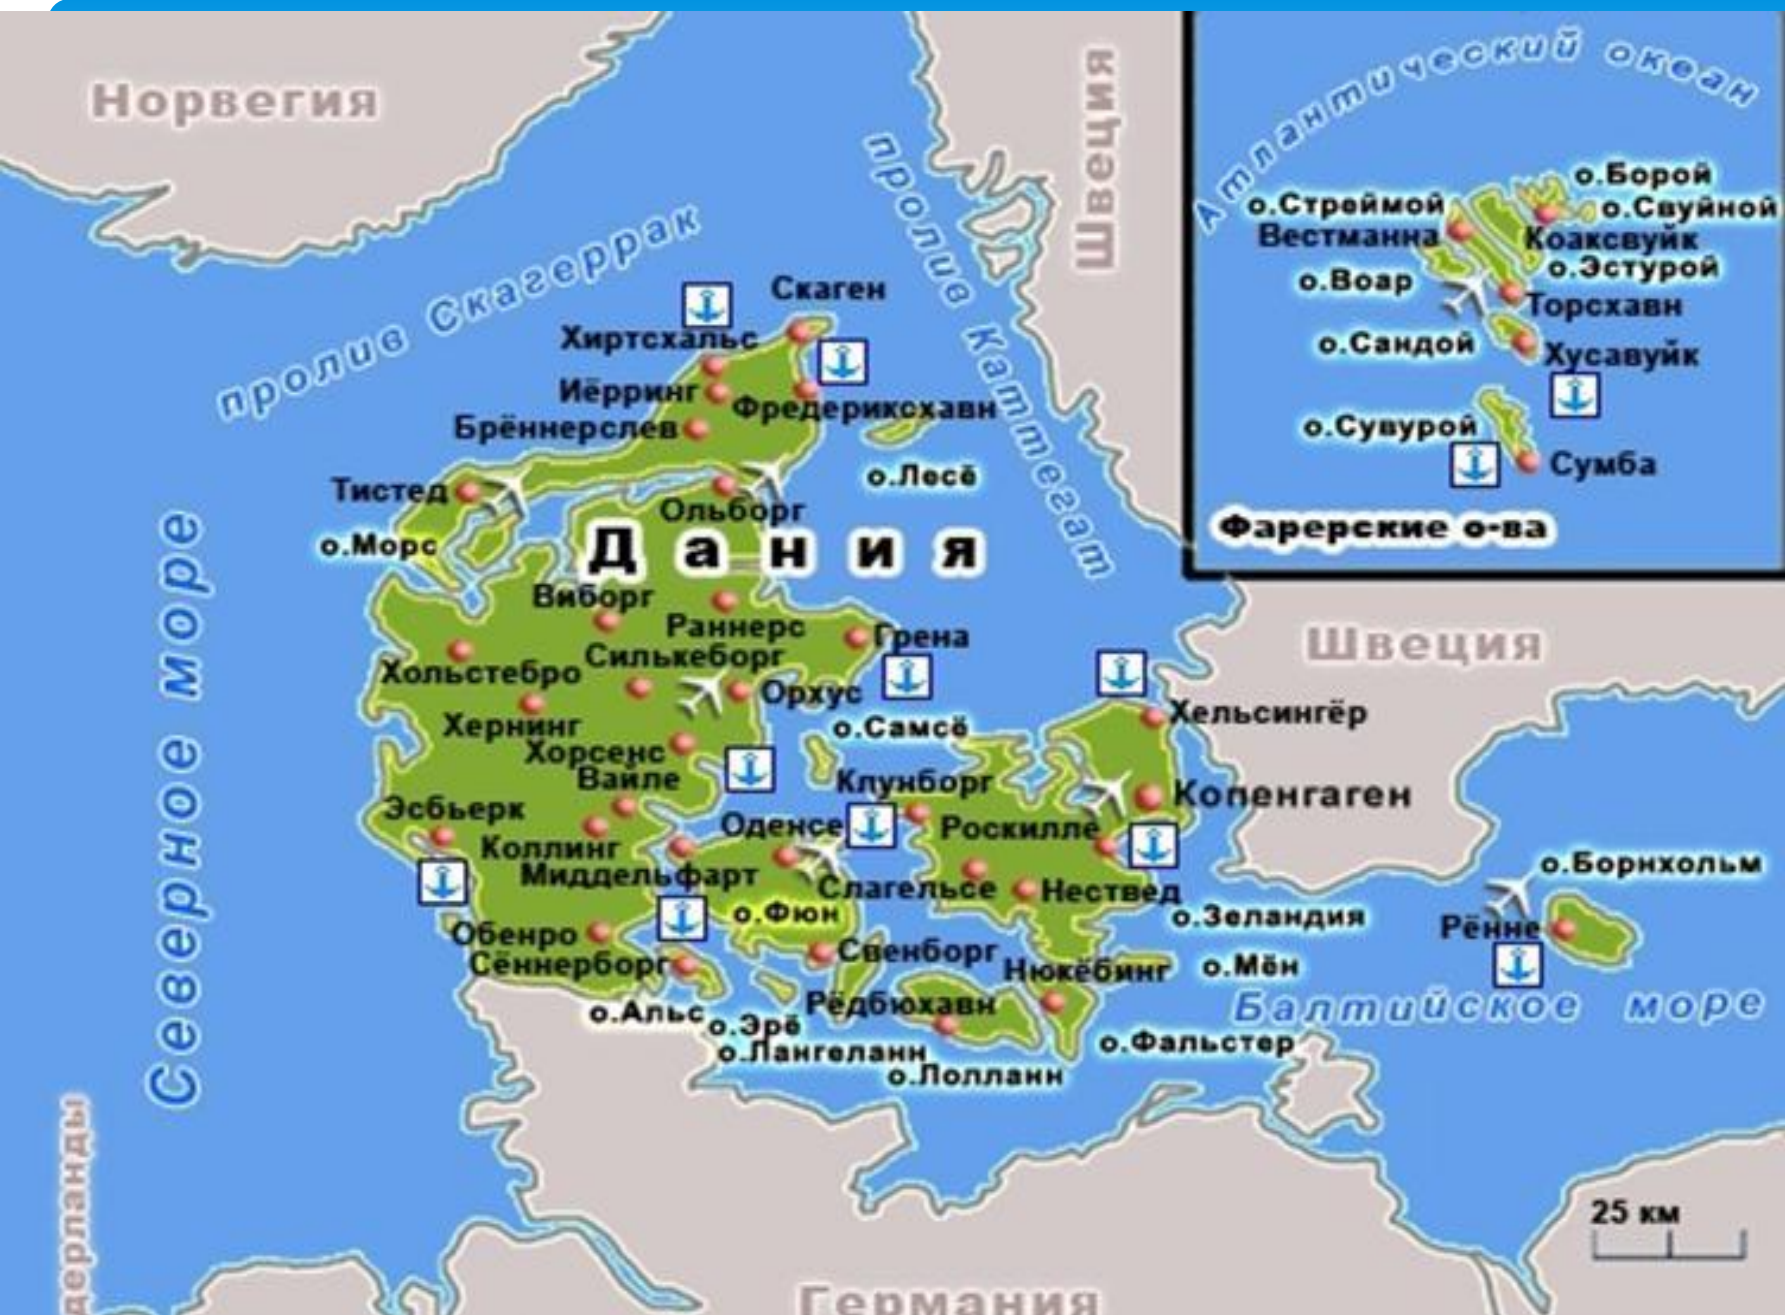 Норвегия
Швеция
Атлантический океан
пролив Скагеррак
пролив Каттегат
о.Борой
о.Стреймой
о.Свуйной
Вестманна
Коаксвуйк
о.Эстурой
о.Воар
Торсхавн
о.Сандой
Хусавуйк
о.Сувурой
Сумба
Фарерские о-ва
Скаген
Хиртсхальс
Иёрринг
Фредериксхавн
Брённерслев
о.Лесё
Тистед
Ольборг
о.Морс
Дания
Северное море
Виборг
Раннерс
Грена
Швеция
Силькеборг
Хольстебро
Орхус
Хернинг
о.Самсё
Хельсингёр
Хорсенс
Вайле
Клунборг
Копенгаген
Эсбьерк
Оденсе
Роскилле
Коллинг
Миддельфарт
Слагельсе
Нествед
о.Борнхольм
о.Фюн
о.Зеландия
Рённе
Обенро
Свенборг
Сённерборг
Нюкёбинг
о.Мён
Балтийское море
Рёдбюхавн
о.Альс
о.Эрё
о.Лангеланн
о.Лолланн
о.Фальстер
дерланды
25 км
Германия